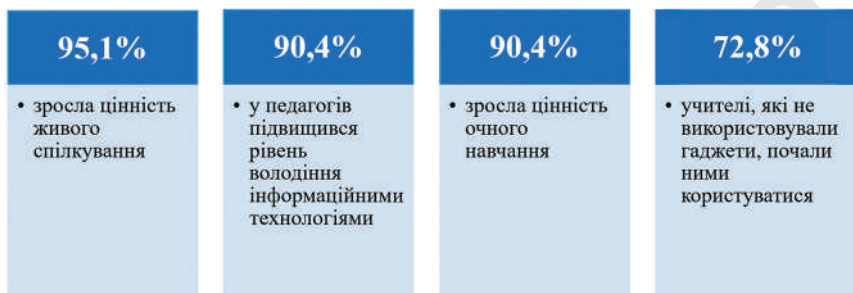 95,1%
• зросла цінність
живого
спілкування
90,4%
• у педагогів
підвищився
рівень
володіння
інформаційними
технологіями
90,4%
• зросла цінність
очного
навчання
72,8%
• учителі, які не
використовували
гаджети, почали
ними
користуватися